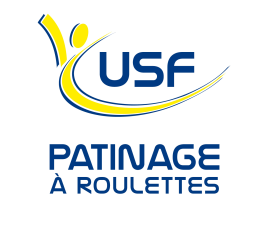 USF
PATINAGE
À ROULETTES